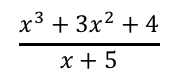 x³ + 3x² + 4
x + 5